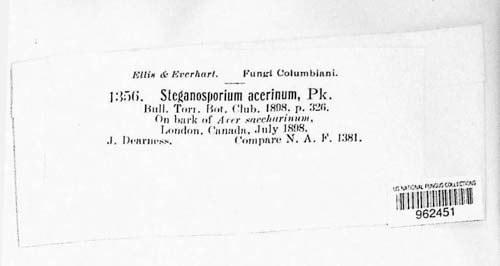 Ellis & Everhart. Fungi Columbiani.
1356. Steganosporium acerinum, Pk.
Bull. Torr. Bot. Club. 1898. p. 326.
On bark of Acer saccharinum,
London, Canada, July 1898.
J. Dearness. Compare N. A. F. 1381.
US NATIONAL FUNGUS COLLECTIONS
962451